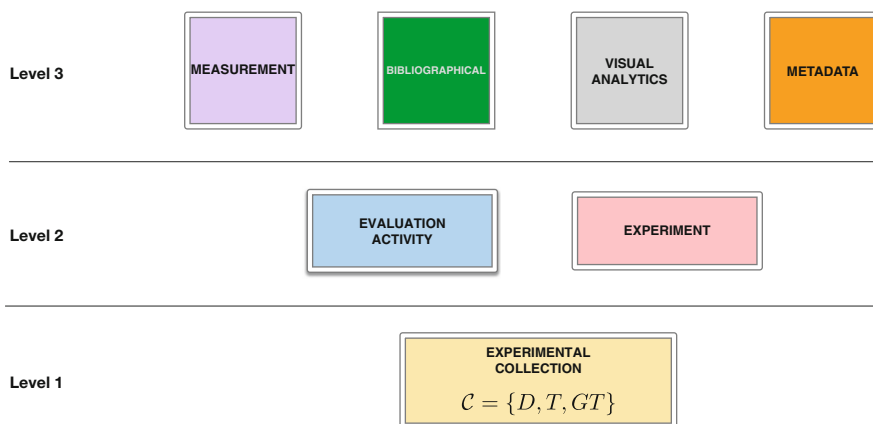 Level 3
MEASUREMENT
BIBLIOGRAPHICAL
VISUAL
ANALYTICS
METADATA
Level 2
EVALUATION
ACTIVITY
EXPERIMENT
Level 1
EXPERIMENTAL
COLLECTION
𝒞 = {D, T, GT}